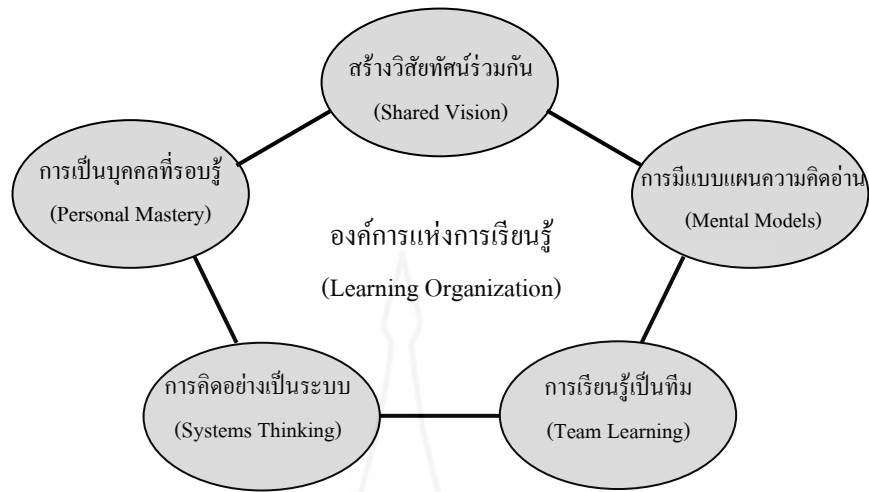 สร้างวิสัยทัศน์ร่วมกัน
(Shared Vision)
การเป็นบุคคลที่รอบรู้
(Personal Mastery)
การมีแบบแผนความคิดอ่าน
(Mental Models)
องค์การแห่งการเรียนรู้
(Learning Organization)
การคิดอย่างเป็นระบบ
(Systems Thinking)
การเรียนรู้เป็นทีม
(Team Learning)